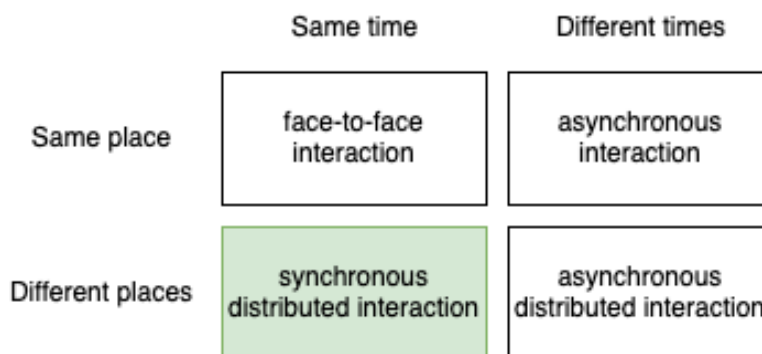 Same time
Different times
Same place
face-to-face
interaction
asynchronous
interaction
Different places
synchronous
distributed interaction
asynchronous
distributed interaction